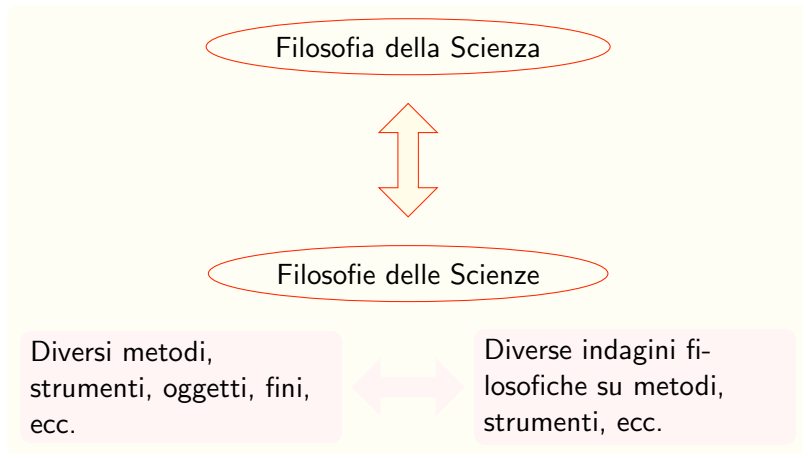 Filosofia della Scienza
Filosofie delle Scienze
Diversi metodi,
strumenti, oggetti, fini,
ecc.
Diverse indagini fi-
losofiche su metodi,
strumenti, ecc.